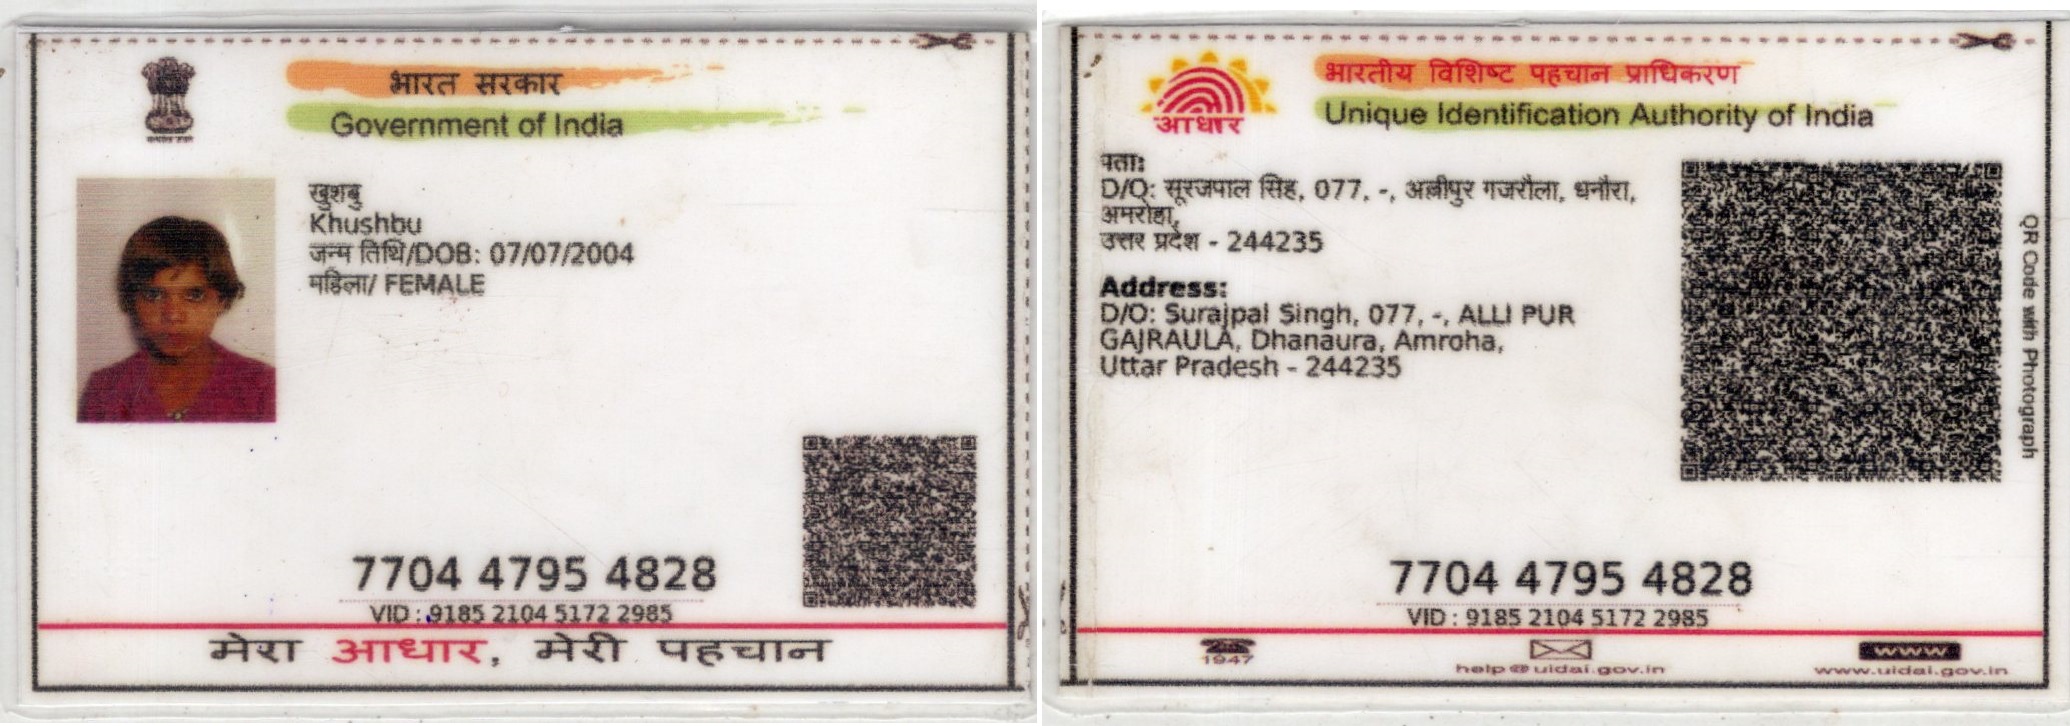 भारत सरकार
Government of India
खुशबु
Khushbu
जन्म तिथि/DOB: 07/07/2004
महिला/ FEMALE
7704 4795 4828
VID : 9185 2104 5172 2985
मेरा आधार, मेरी पहचान
भारतीय विशिष्ट पहचान प्राधिकरण
Unique Identification Authority of India
आधार
पता:
D/O: सूरजपाल सिंह, 077, -, अल्लीपुर गजरौला, धनौरा,
अमरोहा,
उत्तर प्रदेश - 244235
Address:
D/O: Surajpal Singh, 077, -, ALLI PUR
GAJRAULA, Dhanaura, Amroha,
Uttar Pradesh - 244235
QR Code with Photograph
7704 4795 4828
VID : 9185 2104 5172 2985
1947
help@uidai.gov.in
www
www.uidai.gov.in